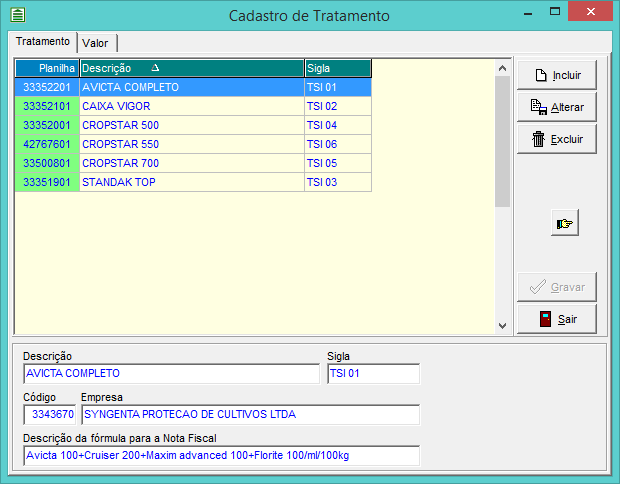 Cadastro de Tratamento
Tratamento Valor
Planilha Descrição Sigla
33352201 AVICTA COMPLETO TSI 01
33352101 CAIXA VIGOR TSI 02
33352001 CROPSTAR 500 TSI 04
42767601 CROPSTAR 550 TSI 06
33500801 CROPSTAR 700 TSI 05
33351901 STANDAK TOP TSI 03
Incluir
Alterar
Excluir
Gravar
Sair
Descrição Sigla
AVICTA COMPLETO TSI 01
Código Empresa
3343670 SYNGENTA PROTECAO DE CULTIVOS LTDA
Descrição da fórmula para a Nota Fiscal
Avicta 100+Cruiser 200+Maxim advanced 100+Florite 100/ml/100kg